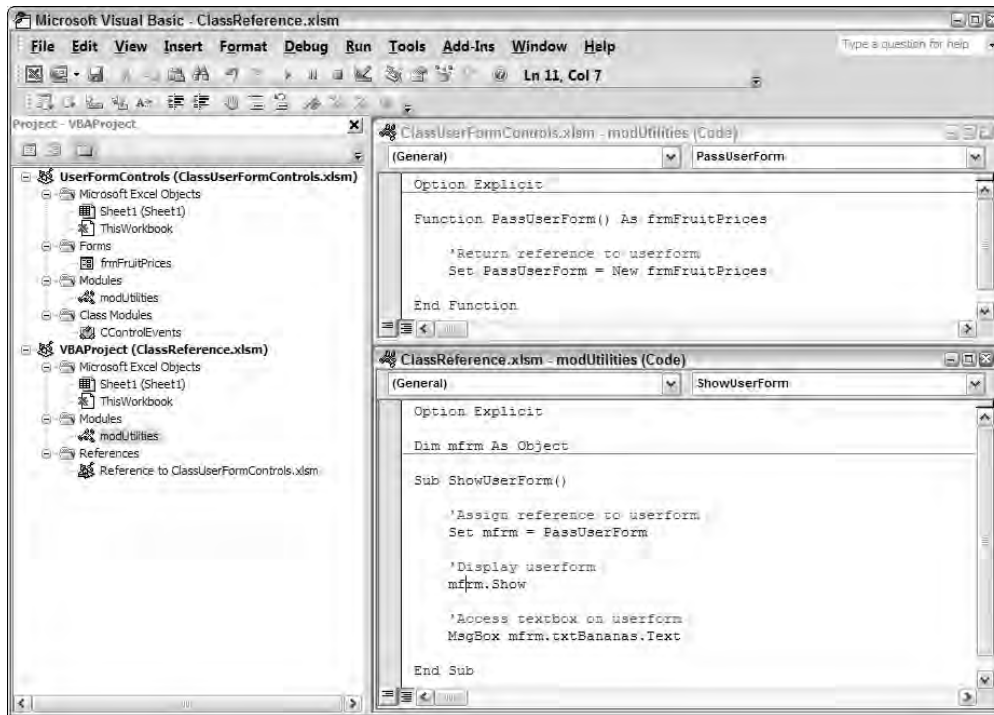 Microsoft Visual Basic - ClassReference.xlsm
File Edit View Insert Format Debug Run Tools Add-Ins Window Help
Type a question for help
Ln 11, Col 7
Project - VBAProject
UserFormControls (ClassUserFormControls.xlsm)
Microsoft Excel Objects
Sheet1 (Sheet1)
ThisWorkbook
Forms
frmFruitPrices
Modules
modUtilities
Class Modules
CControlEvents
VBAProject (ClassReference.xlsm)
Microsoft Excel Objects
Sheet1 (Sheet1)
ThisWorkbook
Modules
modUtilities
References
Reference to ClassUserFormControls.xlsm
ClassUserFormControls.xlsm - modUtilities (Code)
(General) PassUserForm
Option Explicit
Function PassUserForm() As frmFruitPrices
'Return reference to userform
Set PassUserForm = New frmFruitPrices
End Function
ClassReference.xlsm - modUtilities (Code)
(General) ShowUserForm
Option Explicit
Dim mfrm As Object
Sub ShowUserForm()
'Assign reference to userform
Set mfrm = PassUserForm
'Display userform
mfrm.Show
'Access textbox on userform
MsgBox mfrm.txtBananas.Text
End Sub